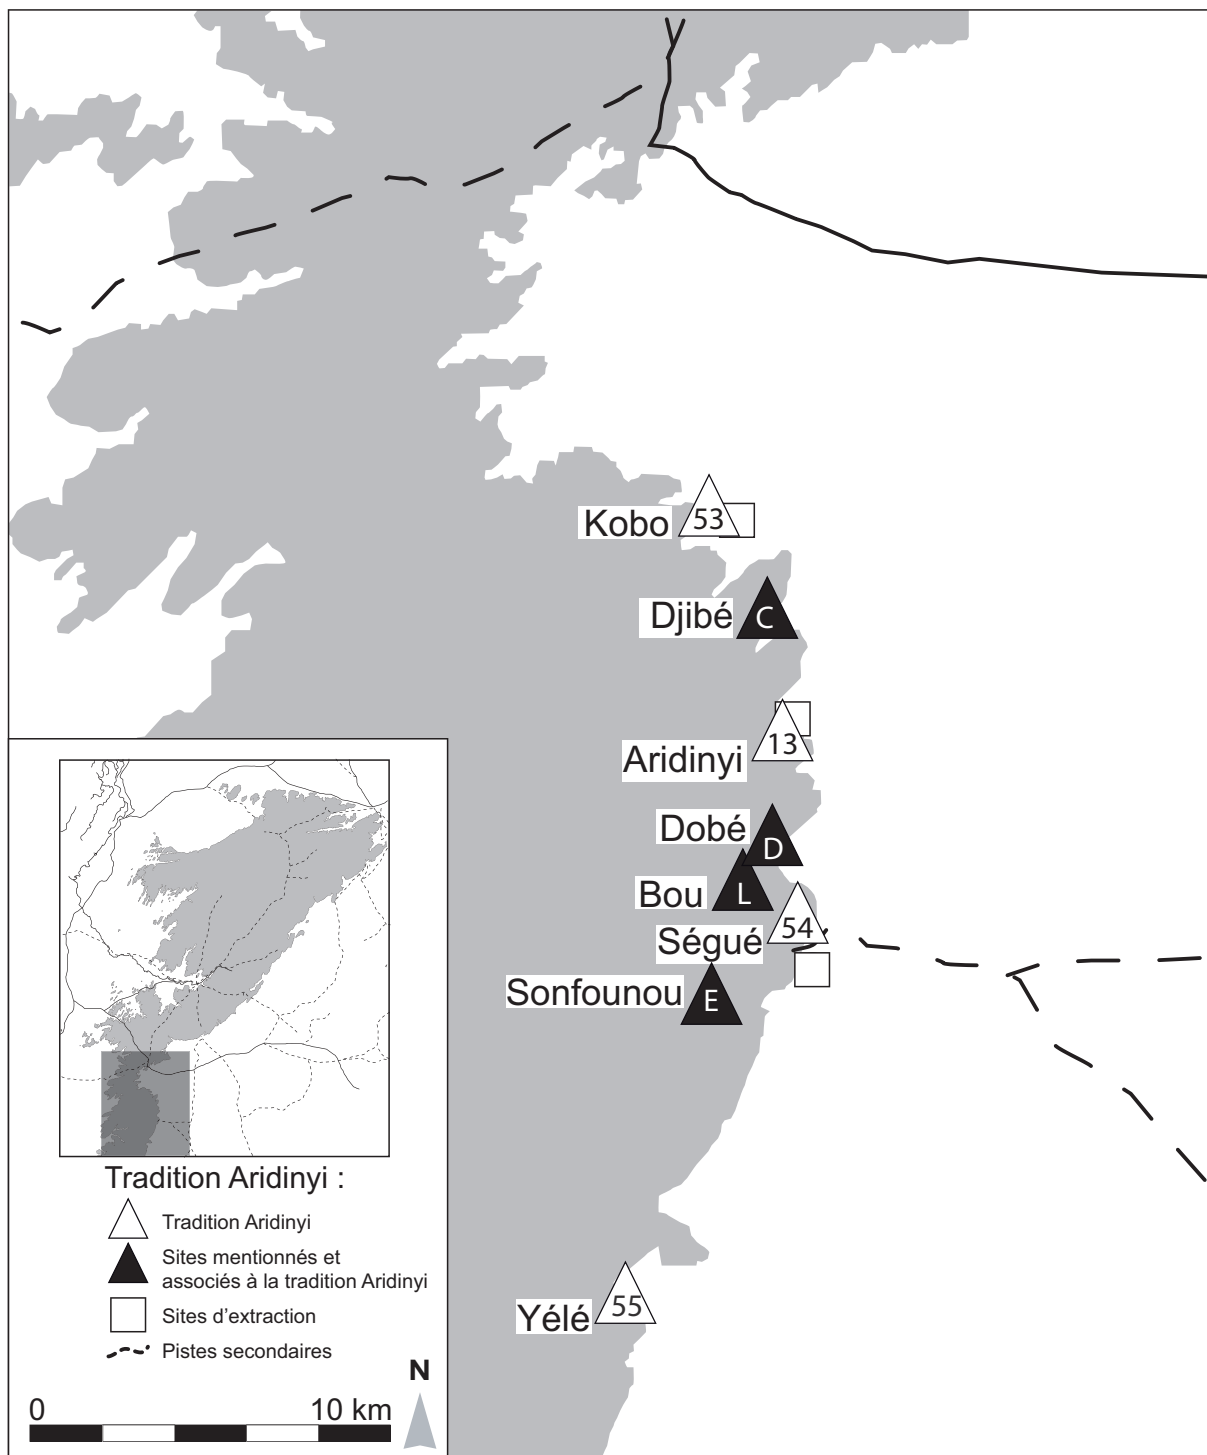 Kobo
53
Djibé
C
Aridinyi
13
Dobé
D
Bou
L
Ségué
54
Sonfounou
E
Yélé
55
Tradition Aridinyi :
Tradition Aridinyi
Sites mentionnés et
associés à la tradition Aridinyi
Sites d'extraction
Pistes secondaires
N
0
10 km